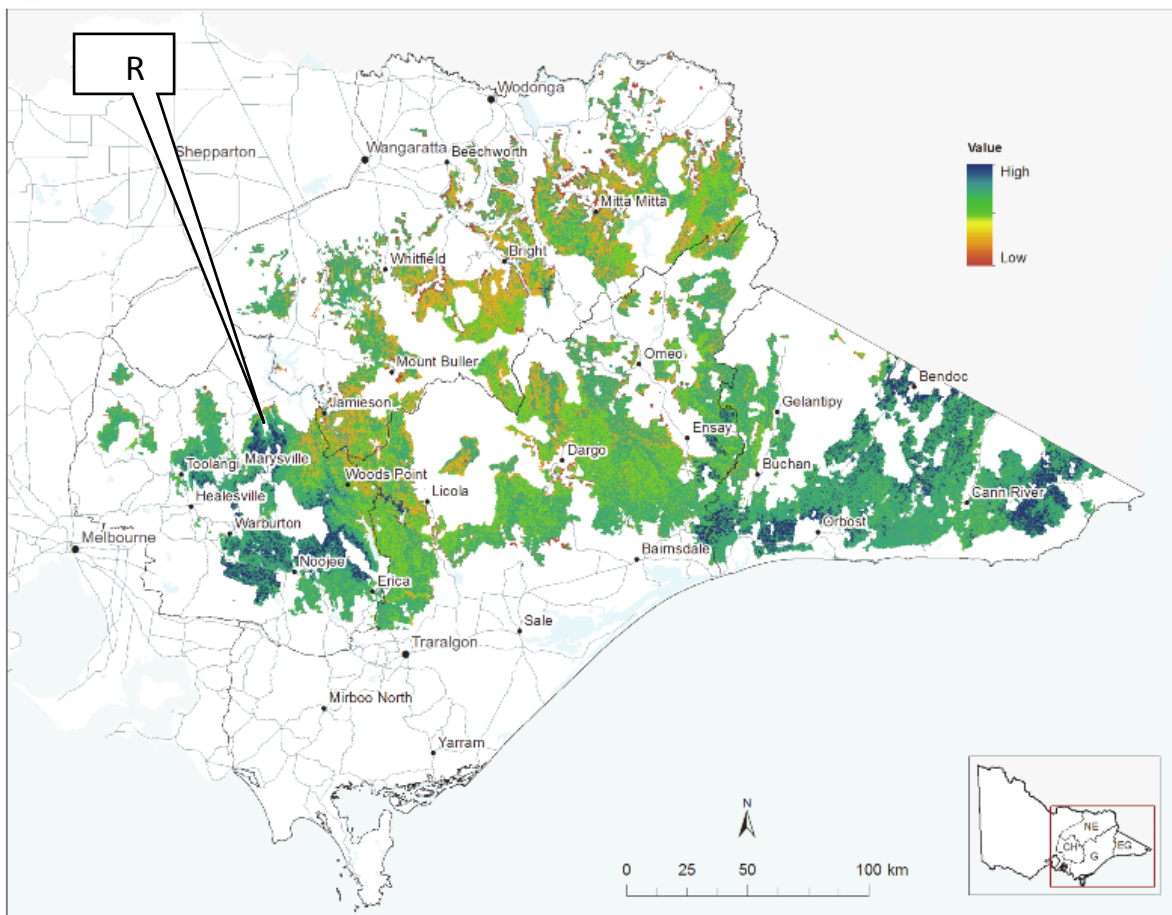 R
Wodonga
Shepparton
Wangaratta
Beechworth
Value
High
Low
Mitta Mitta
Bright
Whitfield
Mount Buller
Omeo
Bendoc
Jamieson
Gelantipy
Ensay
Marysville
Toolangi
Woods Point
Dargo
Buchan
Licola
Healesville
Cann River
Warburton
Orbost
Melbourne
Noojee
Bairnsdale
Erica
Sale
Traralgon
Mirboo North
Yarram
N
0 25 50 100 km
NE
CH
G
EG